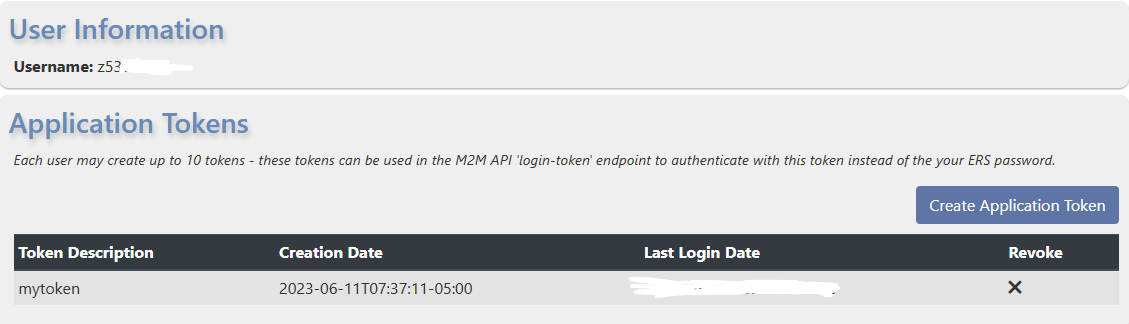 User Information
Username: z53
Application Tokens
Each user may create up to 10 tokens - these tokens can be used in the M2M API 'login-token' endpoint to authenticate with this token instead of the your ERS password.
Create Application Token
Token Description Creation Date Last Login Date Revoke
mytoken 2023-06-11T07:37:11-05:00